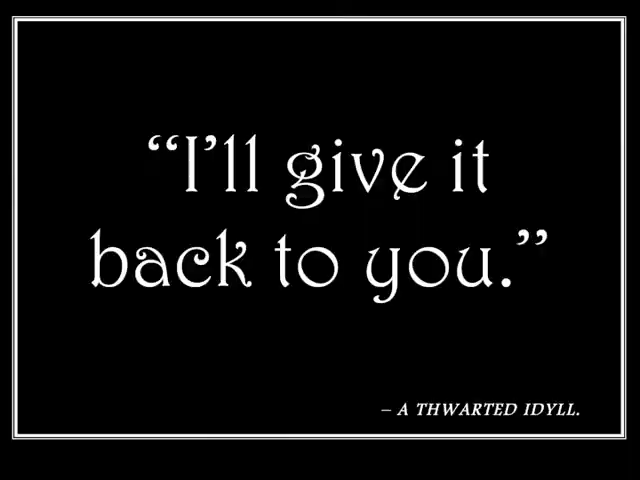 “I’ll give it
back to you.”
– A THWARTED IDYLL.